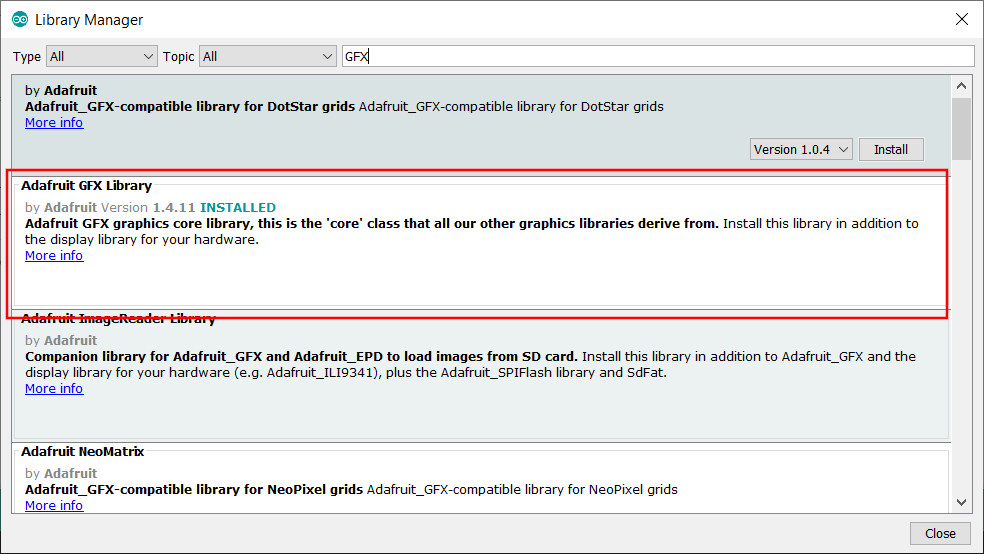 Library Manager
Type All Topic All GFX
by Adafruit
Adafruit_GFX-compatible library for DotStar grids Adafruit_GFX-compatible library for DotStar grids
More info
Version 1.0.4 Install
Adafruit GFX Library
by Adafruit Version 1.4.11 INSTALLED
Adafruit GFX graphics core library, this is the 'core' class that all our other graphics libraries derive from. Install this library in addition to
the display library for your hardware.
More info
Adafruit ImageReader Library
by Adafruit
Companion library for Adafruit_GFX and Adafruit_EPD to load images from SD card. Install this library in addition to Adafruit_GFX and the
display library for your hardware (e.g. Adafruit_ILI9341), plus the Adafruit_SPIFlash library and SdFat.
More info
Adafruit NeoMatrix
by Adafruit
Adafruit_GFX-compatible library for NeoPixel grids Adafruit_GFX-compatible library for NeoPixel grids
More info
Close